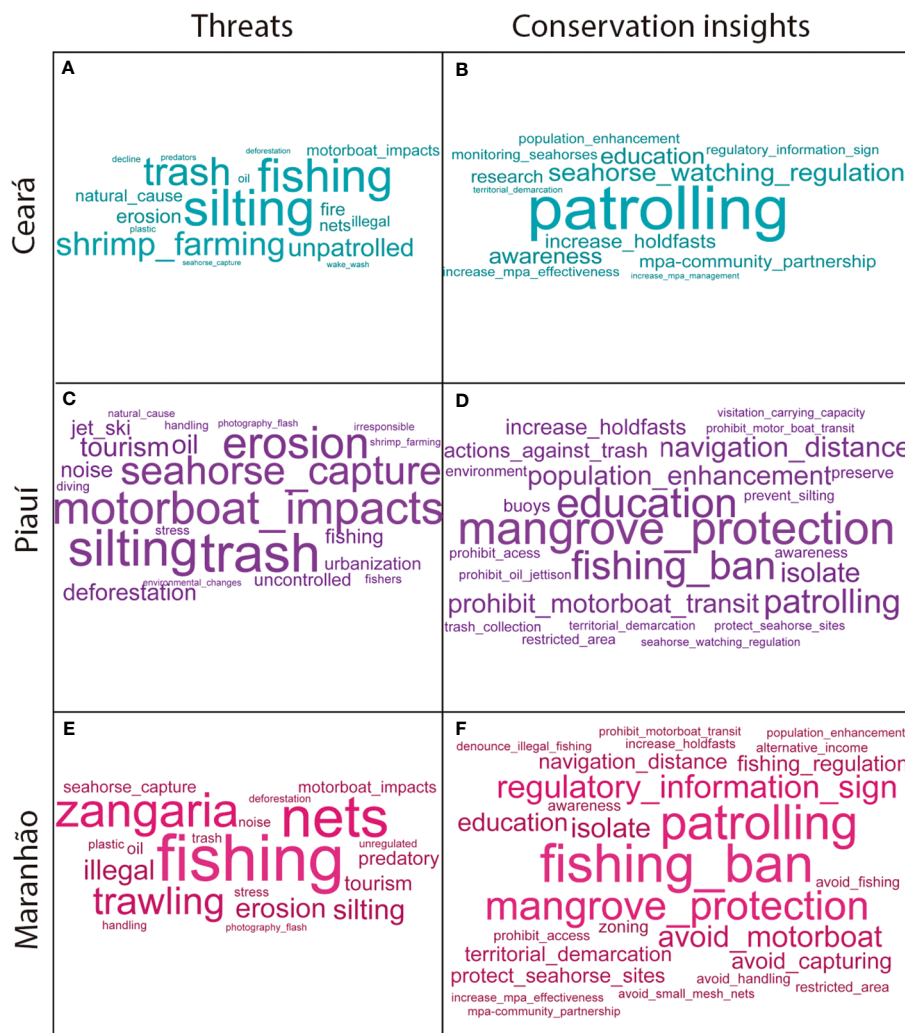 Threats
Conservation insights
Ceará
A
decline
predators
deforestation
motorboat_impacts
trash
oil
fishing
natural_cause
silting
fire
erosion
nets
illegal
plastic
shrimp_farming
unpatrolled
seahorse_capture
wake_wash
B
population_enhancement
monitoring_seahorses
education
regulatory_information_sign
research
seahorse_watching_regulation
territorial_demarcation
patrolling
increase_holdfasts
awareness
mpa-community_partnership
increase_mpa_effectiveness
increase_mpa_management
Piauí
C
natural_cause
jet_ski
handling
photography_flash
irresponsible
tourism
oil
erosion
shrimp_farming
noise
seahorse_capture
diving
motorboat_impacts
stress
silting
trash
fishing
urbanization
environmental_changes
uncontrolled
fishers
deforestation
D
visitation_carrying_capacity
increase_holdfasts
prohibit_motor_boat_transit
actions_against_trash
navigation_distance
environment
population_enhancement
preserve
buoys
education
prevent_silting
mangrove_protection
prohibit_acess
fishing_ban
awareness
prohibit_oil_jettison
isolate
prohibit_motorboat_transit
patrolling
trash_collection
territorial_demarcation
protect_seahorse_sites
restricted_area
seahorse_watching_regulation
Maranhão
E
seahorse_capture
motorboat_impacts
zangaria
deforestation
nets
noise
plastic
oil
trash
unregulated
fishing
predatory
illegal
stress
tourism
trawling
erosion
silting
handling
photography_flash
F
prohibit_motorboat_transit
population_enhancement
denounce_illegal_fishing
increase_holdfasts
alternative_income
navigation_distance
fishing_regulation
regulatory_information_sign
awareness
education
isolate
patrolling
fishing_ban
avoid_fishing
mangrove_protection
prohibit_access
zoning
avoid_motorboat
territorial_demarcation
avoid_capturing
protect_seahorse_sites
avoid_handling
restricted_area
increase_mpa_effectiveness
avoid_small_mesh_nets
mpa-community_partnership